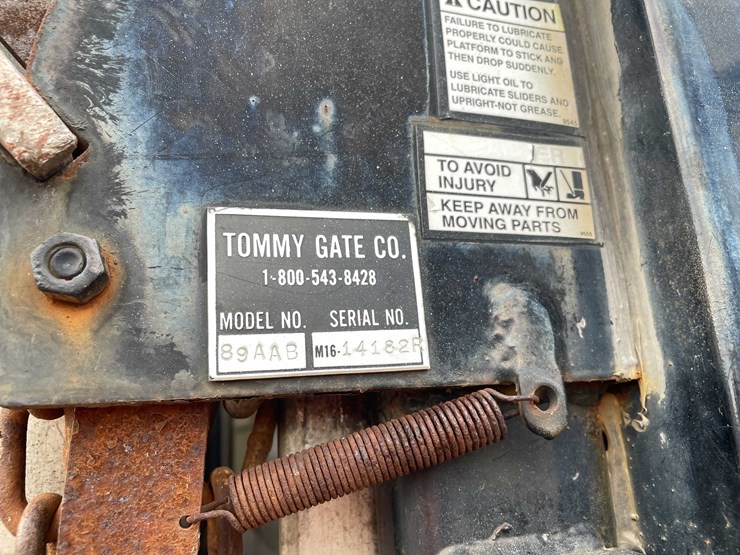 CAUTION
FAILURE TO LUBRICATE
PROPERLY COULD CAUSE
PLATFORM TO STICK AND
THEN DROP SUDDENLY.
USE LIGHT OIL TO
LUBRICATE SLIDERS AND
UPRIGHT-NOT GREASE.
TO AVOID
INJURY
KEEP AWAY FROM
MOVING PARTS
TOMMY GATE CO.
1-800-543-8428
MODEL NO. SERIAL NO.
89AAB M16-14182R